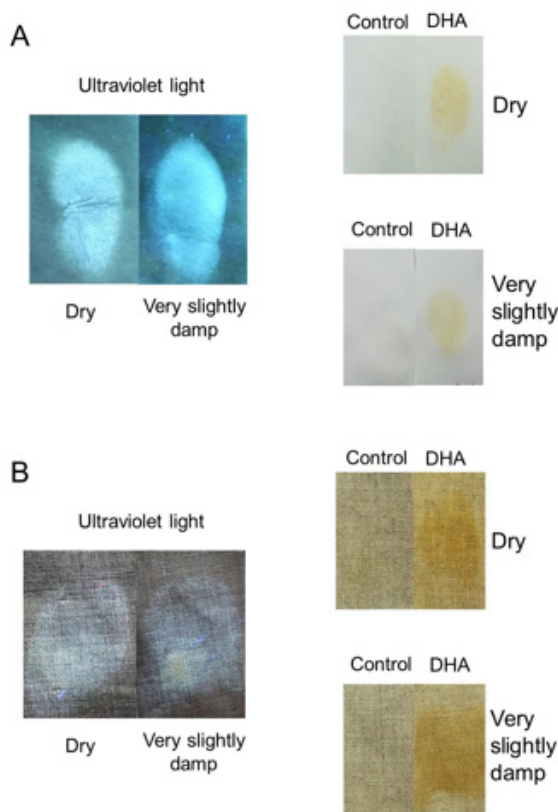 A
Ultraviolet light
Dry
Very slightly
damp
Control DHA
Dry
Control DHA
Very
slightly
damp
B
Ultraviolet light
Dry
Very slightly
damp
Control DHA
Dry
Control DHA
Very
slightly
damp